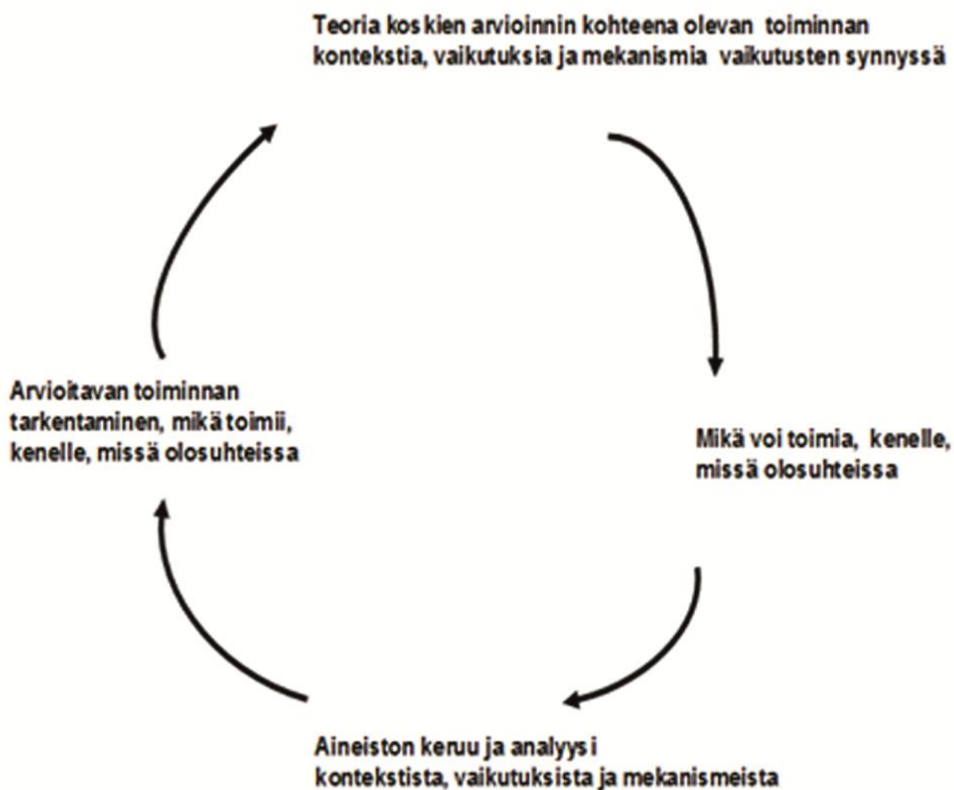 Teoria koskien arvioinnin kohteena olevan toiminnan
kontekstia, vaikutuksia ja mekanismia vaikutusten synnyssä
Mikä voi toimia, kenelle,
missä olosuhteissa
Aineiston keruu ja analyysi
kontekstista, vaikutuksista ja mekanismeista
Arvioitavan toiminnan
tarkentaminen, mikä toimii,
kenelle, missä olosuhteissa